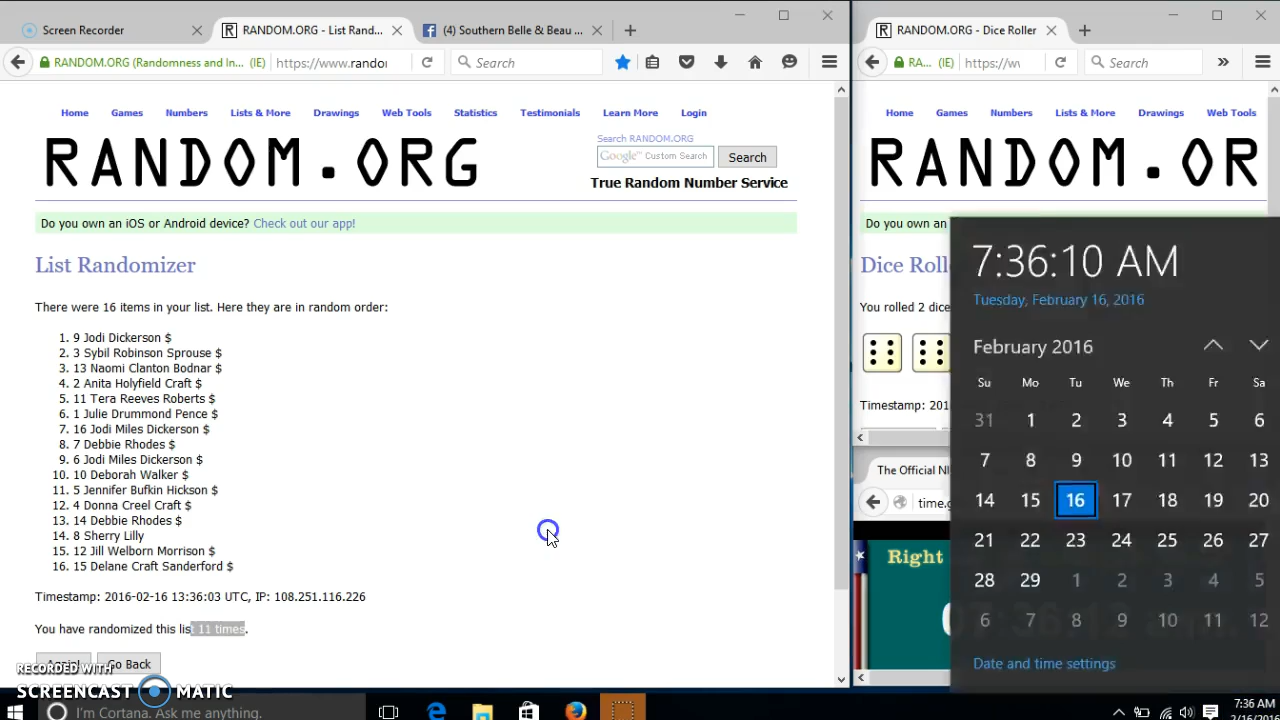 Screen Recorder
RANDOM.ORG - List Rand...
(4) Southern Belle & Beau ...
RANDOM.ORG (Randomness and In... (IE)
https://www.rando
Search
Home Games Numbers Lists & More Drawings Web Tools Statistics Testimonials Learn More Login
RANDOM.ORG
Search RANDOM.ORG
Google™ Custom Search
Search
True Random Number Service
Do you own an iOS or Android device? Check out our app!
List Randomizer
There were 16 items in your list. Here they are in random order:
1. 9 Jodi Dickerson $
2. 3 Sybil Robinson Sprouse $
3. 13 Naomi Clanton Bodnar $
4. 2 Anita Holyfield Craft $
5. 11 Tera Reeves Roberts $
6. 1 Julie Drummond Pence $
7. 16 Jodi Miles Dickerson $
8. 7 Debbie Rhodes $
9. 6 Jodi Miles Dickerson $
10. 10 Deborah Walker $
11. 5 Jennifer Bufkin Hickson $
12. 4 Donna Creel Craft $
13. 14 Debbie Rhodes $
14. 8 Sherry Lilly
15. 12 Jill Welborn Morrison $
16. 15 Delane Craft Sanderford $
Timestamp: 2016-02-16 13:36:03 UTC, IP: 108.251.116.226
You have randomized this list 11 times.
Go Back
RECORDED WITH
SCREENCAST MATIC
RANDOM.ORG - Dice Roller
RA... (IE)
https://w
Search
Home Games Numbers Lists & More Drawings Web Tools
RANDOM.OR
Do you own an
Dice Roll
You rolled 2 dice
Timestamp: 201
The Official NI
time.g
Right
7:36:10 AM
Tuesday, February 16, 2016
February 2016
Su Mo Tu We Th Fr Sa
31 1 2 3 4 5 6
7 8 9 10 11 12 13
14 15 16 17 18 19 20
21 22 23 24 25 26 27
28 29 1 2 3 4 5
6 7 8 9 10 11 12
Date and time settings
I'm Cortana. Ask me anything.
7:36 AM